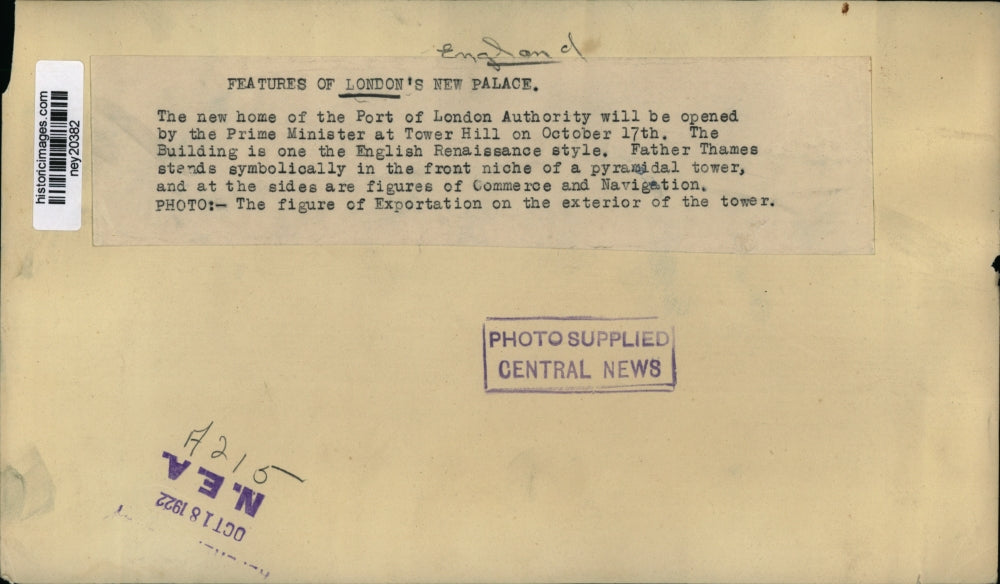 England
FEATURES OF LONDON'S NEW PALACE.
The new home of the Port of London Authority will be opened
by the Prime Minister at Tower Hill on October 17th. The
Building is one the English Renaissance style. Father Thames
stands symbolically in the front niche of a pyramidal tower,
and at the sides are figures of Commerce and Navigation.
PHOTO:- The figure of Exportation on the exterior of the tower.
historicimages.com
ney20382
PHOTO SUPPLIED
CENTRAL NEWS
A215
N.E.A.
OCT 18 1922